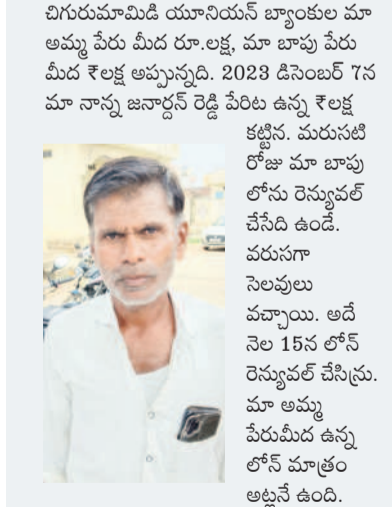 చిగురుమామిడి యూనియన్ బ్యాంకుల మా
అమ్మ పేరు మీద రూ.లక్ష, మా బాపు పేరు
మీద ₹లక్ష అప్పున్నది. 2023 డిసెంబర్ 7న
మా నాన్న జనార్దన్ రెడ్డి పేరిట ఉన్న ₹లక్ష
కట్టిన. మరుసటి
రోజు మా బాపు
లోను రెన్యువల్
చేసేది ఉండే.
వరుసగా
సెలవులు
వచ్చాయి. అదే
నెల 15న లోన్
రెన్యువల్ చేసిన్రు.
మా అమ్మ
పేరుమీద ఉన్న
లోన్ మాత్రం
అట్లనే ఉంది.